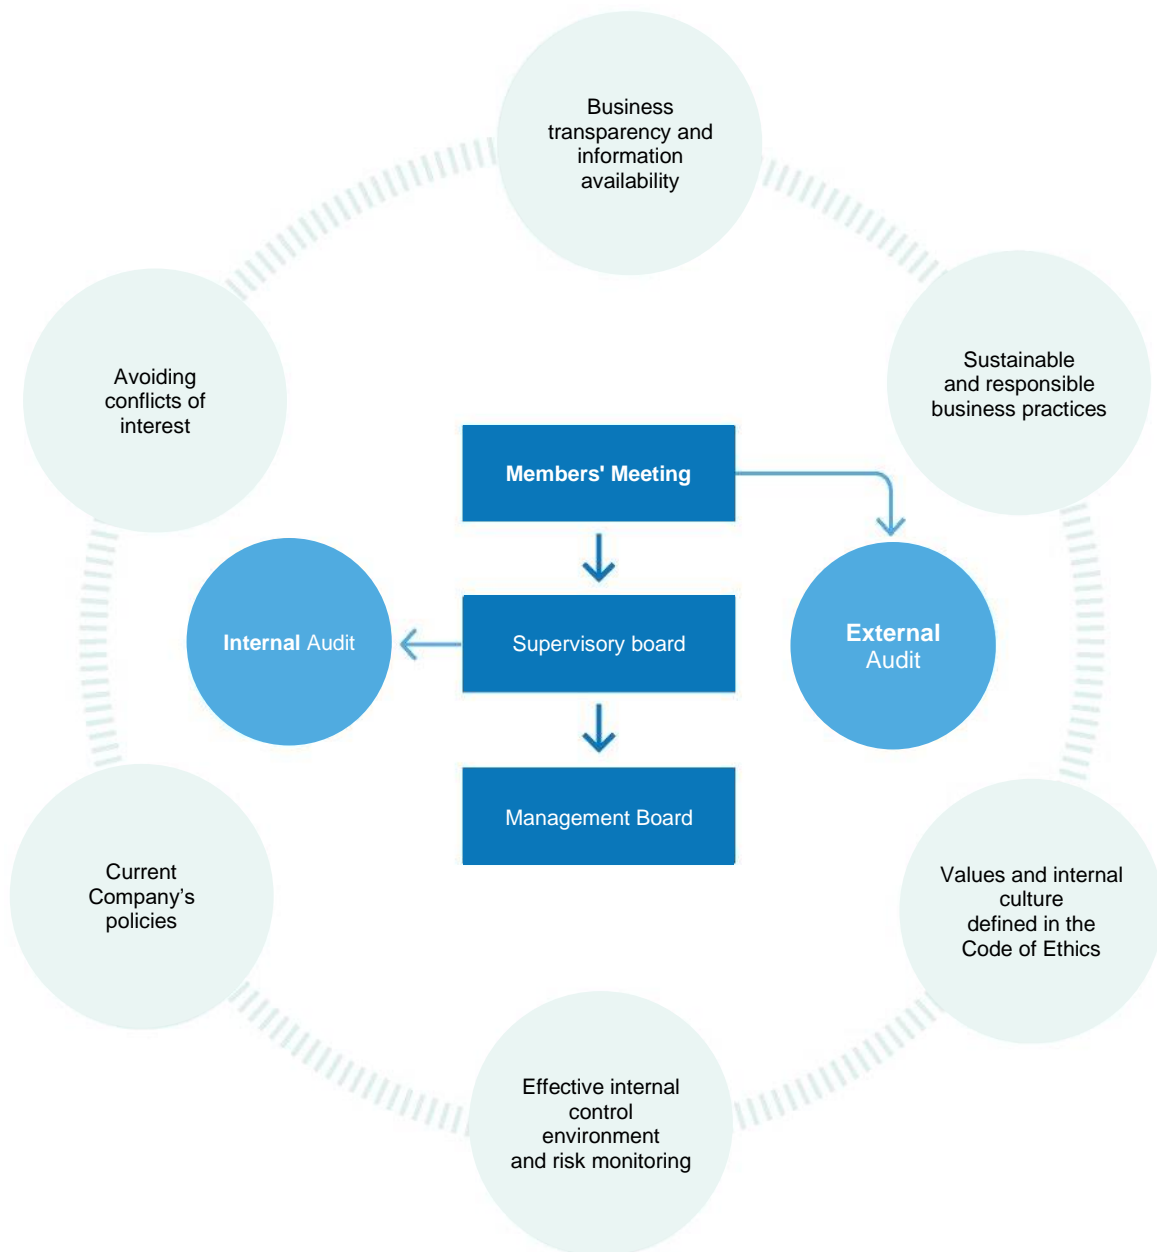 Business
transparency and
information
availability
Avoiding
conflicts of
interest
Sustainable
and responsible
business practices
Members' Meeting
Internal Audit
Supervisory board
External
Audit
Management Board
Current
Company’s
policies
Values and internal
culture
defined in the
Code of Ethics
Effective internal
control
environment
and risk monitoring